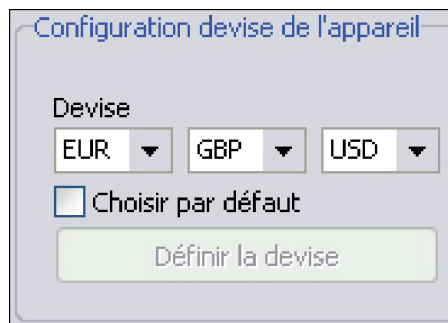 Configuration devise de l'appareil
Devise
EUR GBP USD
Choisir par défaut
Définir la devise